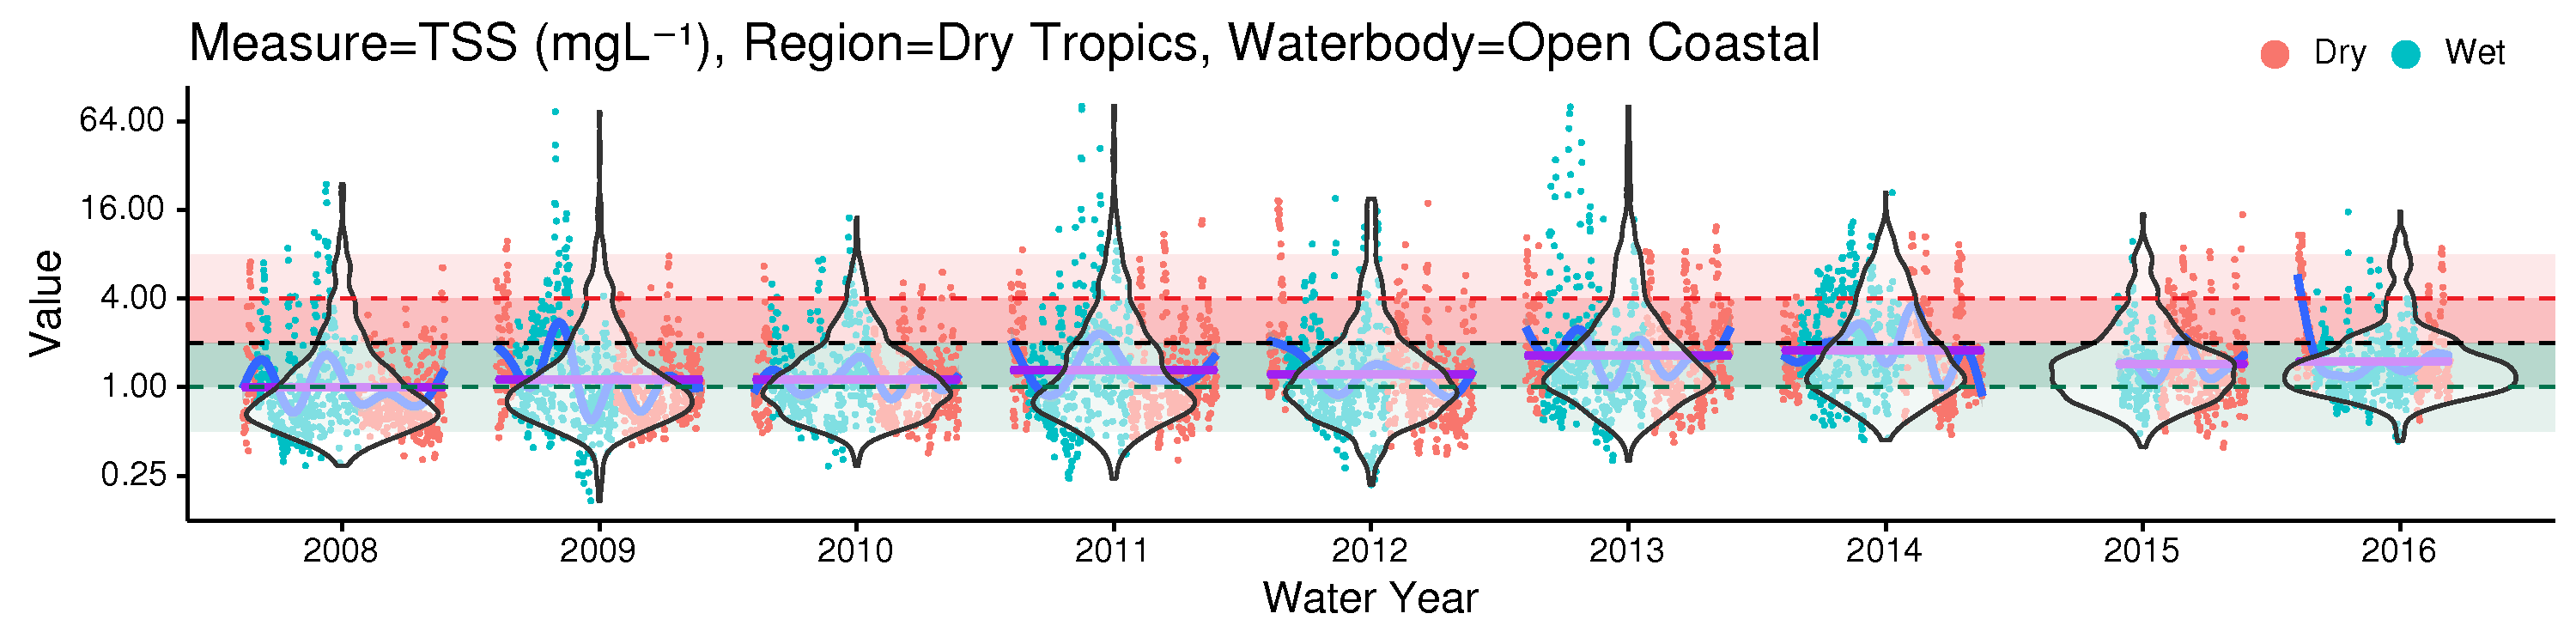 Measure=TSS (mgL⁻¹), Region=Dry Tropics, Waterbody=Open Coastal
Dry Wet
Value
64.00
16.00
4.00
1.00
0.25
2008 2009 2010 2011 2012 2013 2014 2015 2016
Water Year